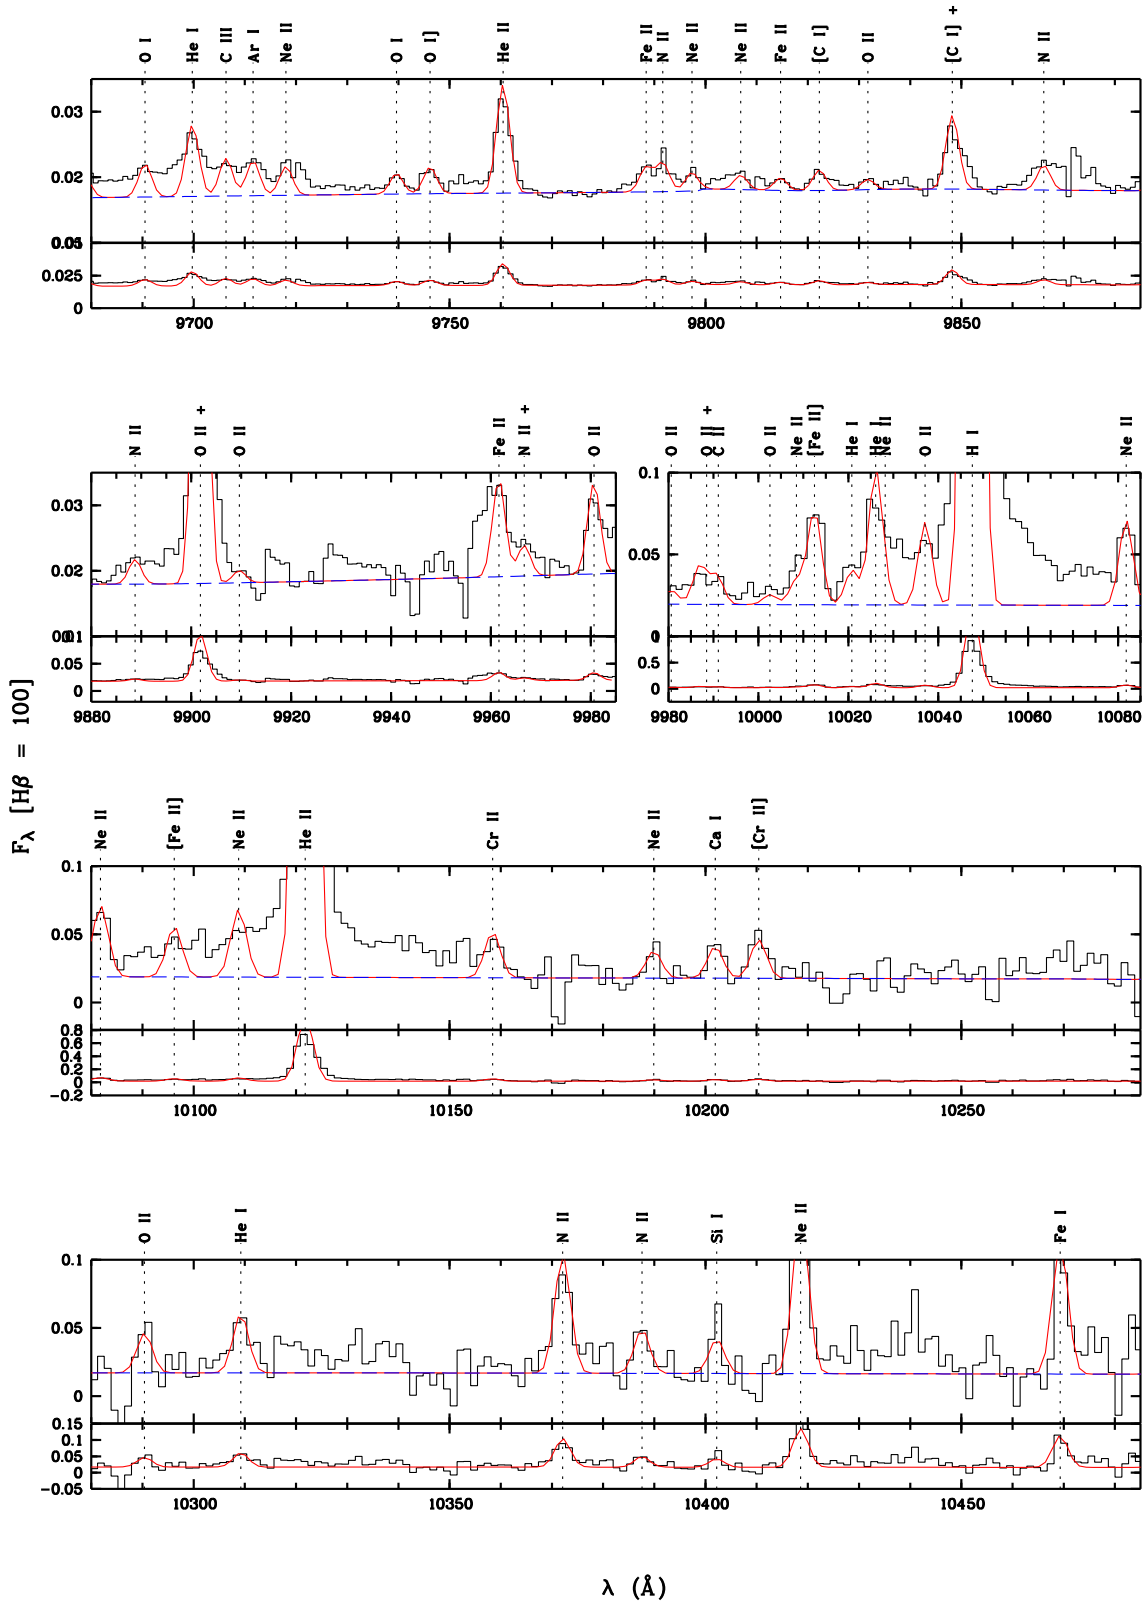 O I He I C III Ar I Ne II O I O I] He II Fe II N II Ne II Ne II Fe II [C I] O II [C I] + N II
0.03
0.02
0.025
0
9700 9750 9800 9850
N II O II + O II Fe II N II + O II
0.03
0.02
0.05
0
9880 9900 9920 9940 9960 9980
O II O II + C II O II Ne II [Fe II] He I He I Ne II O II H I Ne II
0.1
0.05
0.5
0
9980 10000 10020 10040 10060 10080
Ne II [Fe II] Ne II He II Cr II Ne II Ca I [Cr II]
0.1
0.05
0
0.8
0.6
0.4
0.2
0
−0.2
10100 10150 10200 10250
O II He I N II N II Si I Ne II Fe I
0.1
0.05
0
0.15
0.1
0.05
0
−0.05
10300 10350 10400 10450
Fλ [Hβ = 100]
λ (Å)